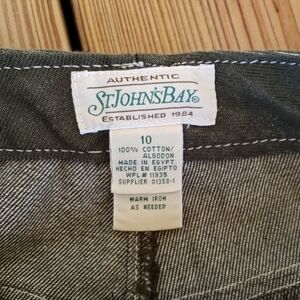 AUTHENTIC
ST.JOHN'S BAY®
ESTABLISHED 1984
10
100% COTTON/
ALGODON
MADE IN EGYPT
HECHO EN EGIPTO
WPL # 11935
SUPPLIER 01358-1
WARM IRON
AS NEEDED